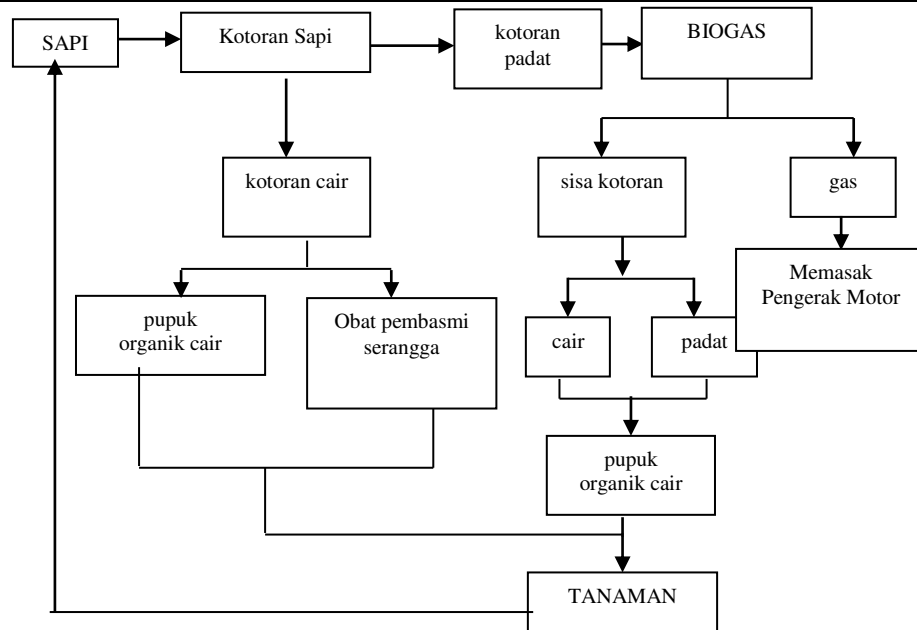 SAPI
Kotoran Sapi
kotoran
padat
BIOGAS
kotoran cair
sisa kotoran
gas
pupuk
organik cair
Obat pembasmi
serangga
cair
padat
Memasak
Pengerak Motor
pupuk
organik cair
TANAMAN